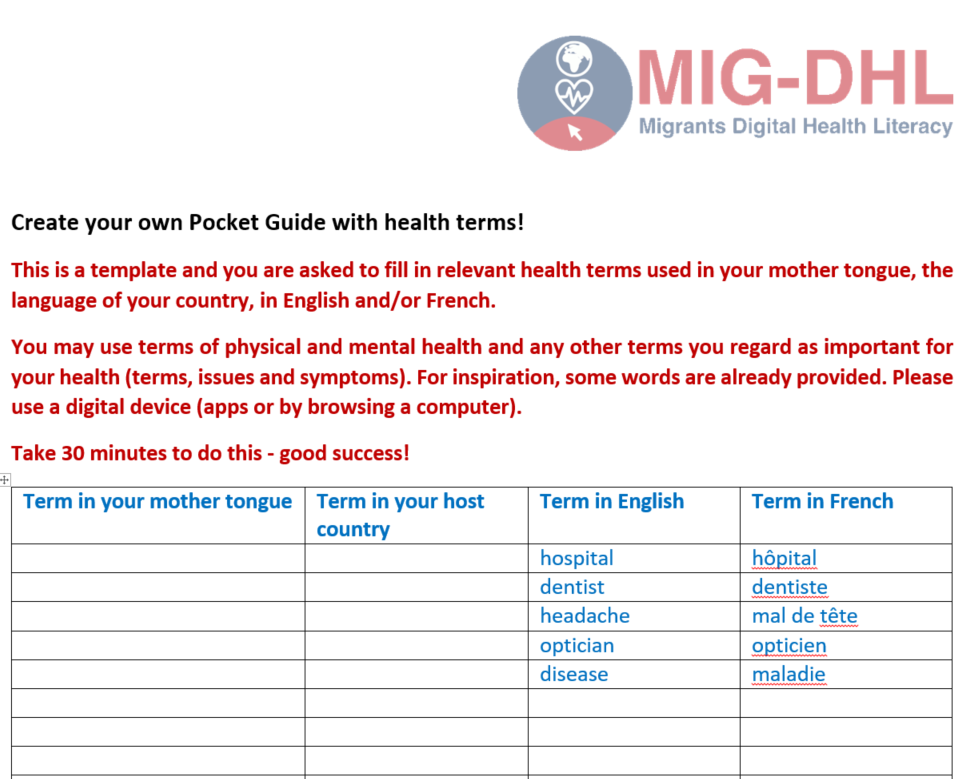 MIG-DHL
Migrants Digital Health Literacy
Create your own Pocket Guide with health terms!
This is a template and you are asked to fill in relevant health terms used in your mother tongue, the
language of your country, in English and/or French.
You may use terms of physical and mental health and any other terms you regard as important for
your health (terms, issues and symptoms). For inspiration, some words are already provided. Please
use a digital device (apps or by browsing a computer).
Take 30 minutes to do this - good success!
Term in your mother tongue Term in your host Term in English Term in French
country
hospital hôpital
dentist dentiste
headache mal de tête
optician opticien
disease maladie